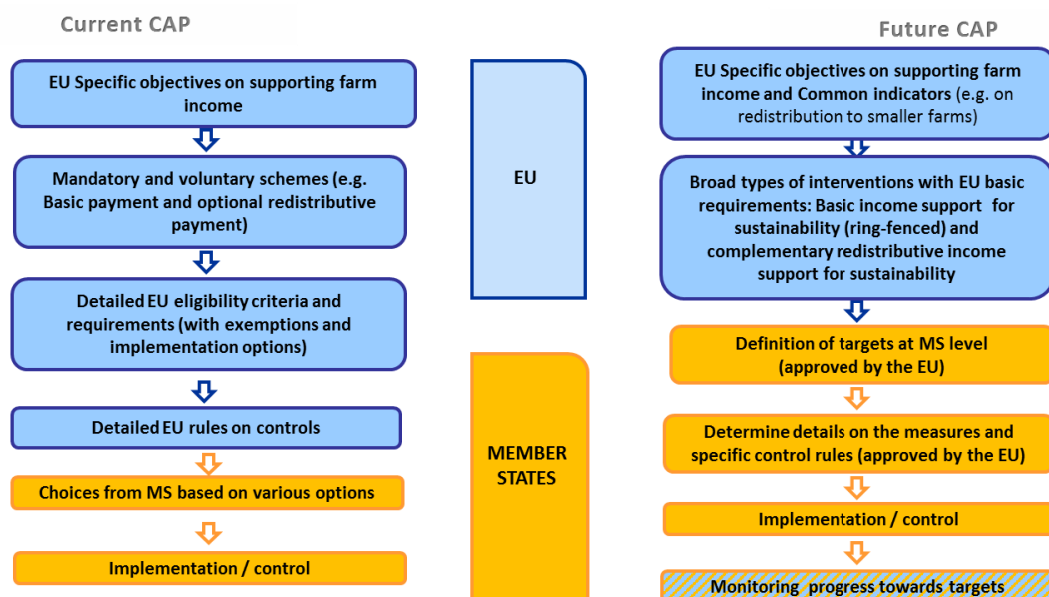 Current CAP
EU Specific objectives on supporting farm
income
Mandatory and voluntary schemes (e.g.
Basic payment and optional redistributive
payment)
Detailed EU eligibility criteria and
requirements (with exemptions and
implementation options)
Detailed EU rules on controls
Choices from MS based on various options
Implementation / control
EU
MEMBER
STATES
Future CAP
EU Specific objectives on supporting farm
income and Common indicators (e.g. on
redistribution to smaller farms)
Broad types of interventions with EU basic
requirements: Basic income support for
sustainability (ring-fenced) and
complementary redistributive income
support for sustainability
Definition of targets at MS level
(approved by the EU)
Determine details on the measures and
specific control rules (approved by the EU)
Implementation / control
Monitoring progress towards targets